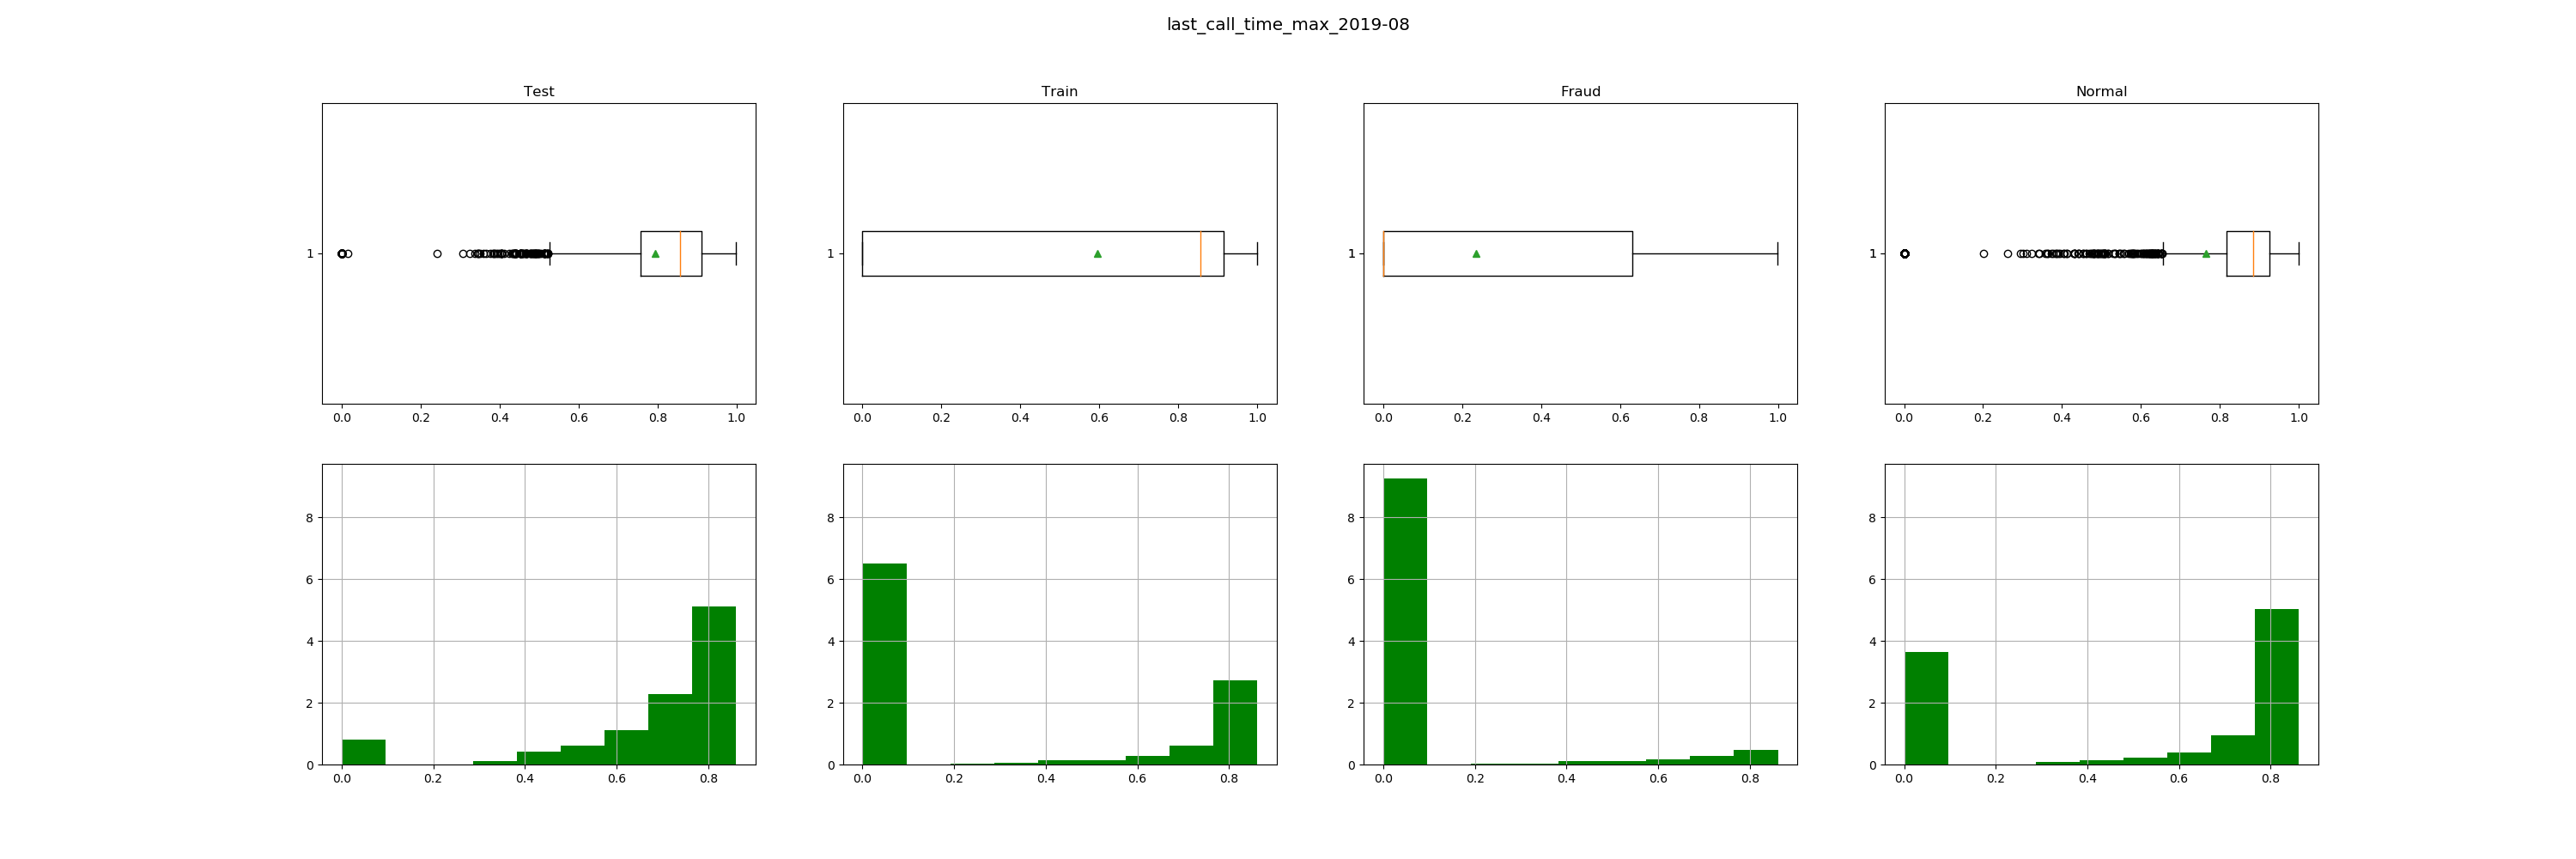 last_call_time_max_2019-08
Test Train Fraud Normal
1 1 1 1
0.0 0.2 0.4 0.6 0.8 1.0 0.0 0.2 0.4 0.6 0.8 1.0 0.0 0.2 0.4 0.6 0.8 1.0 0.0 0.2 0.4 0.6 0.8 1.0
8 8 8 8
6 6 6 6
4 4 4 4
2 2 2 2
0 0 0 0
0.0 0.2 0.4 0.6 0.8 0.0 0.2 0.4 0.6 0.8 0.0 0.2 0.4 0.6 0.8 0.0 0.2 0.4 0.6 0.8